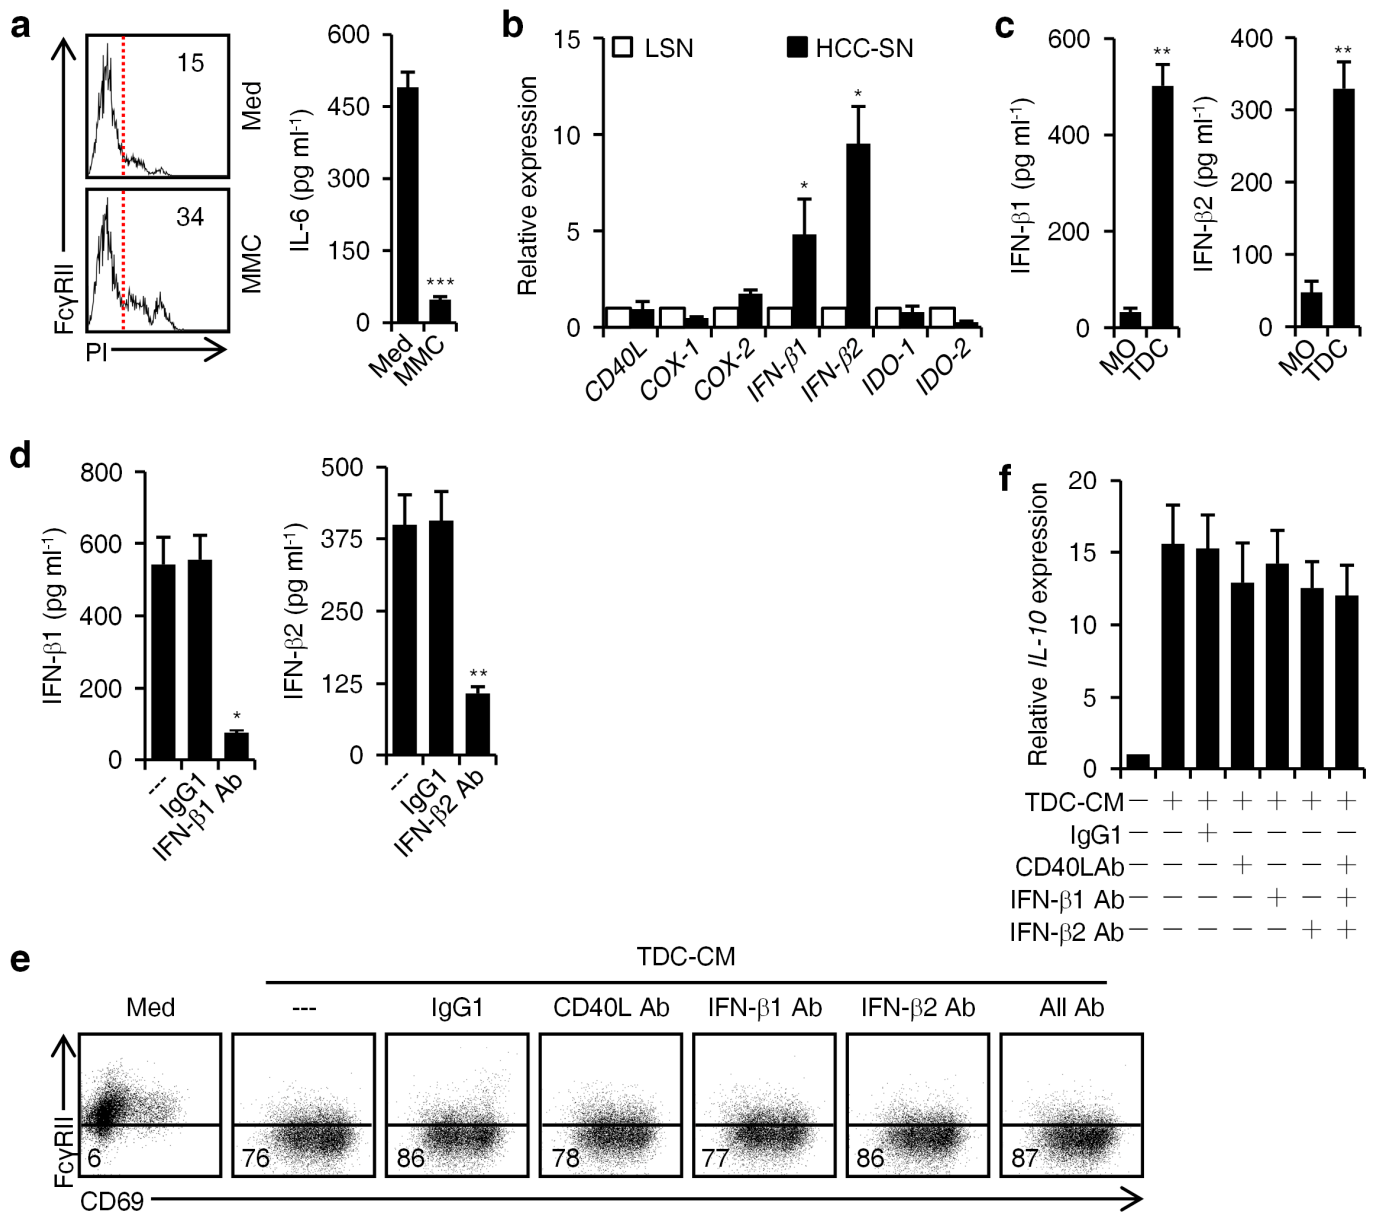 a
15
Med
34
MMC
FcγRII
PI
600
450
300
150
0
IL-6 (pg ml-1)
***
Med
MMC
b
15
10
5
0
Relative expression
LSN
HCC-SN
*
*
CD40L
COX-1
COX-2
IFN-β1
IFN-β2
IDO-1
IDO-2
c
600
400
200
0
IFN-β1 (pg ml-1)
**
MO
TDC
400
300
200
100
0
IFN-β2 (pg ml-1)
**
MO
TDC
d
800
600
400
200
0
IFN-β1 (pg ml-1)
*
---
IgG1
IFN-β1 Ab
500
375
250
125
0
IFN-β2 (pg ml-1)
**
---
IgG1
IFN-β2 Ab
f
20
15
10
5
0
Relative IL-10 expression
TDC-CM — + + + + + +
IgG1 — — + — — — —
CD40LAb — — — + — — +
IFN-β1 Ab — — — — + — +
IFN-β2 Ab — — — — — + +
e
TDC-CM
Med --- IgG1 CD40L Ab IFN-β1 Ab IFN-β2 Ab All Ab
FcγRII
6 76 86 78 77 86 87
CD69